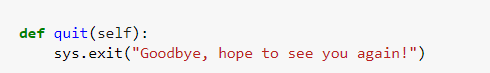 def quit(self):
    sys.exit("Goodbye, hope to see you again!")